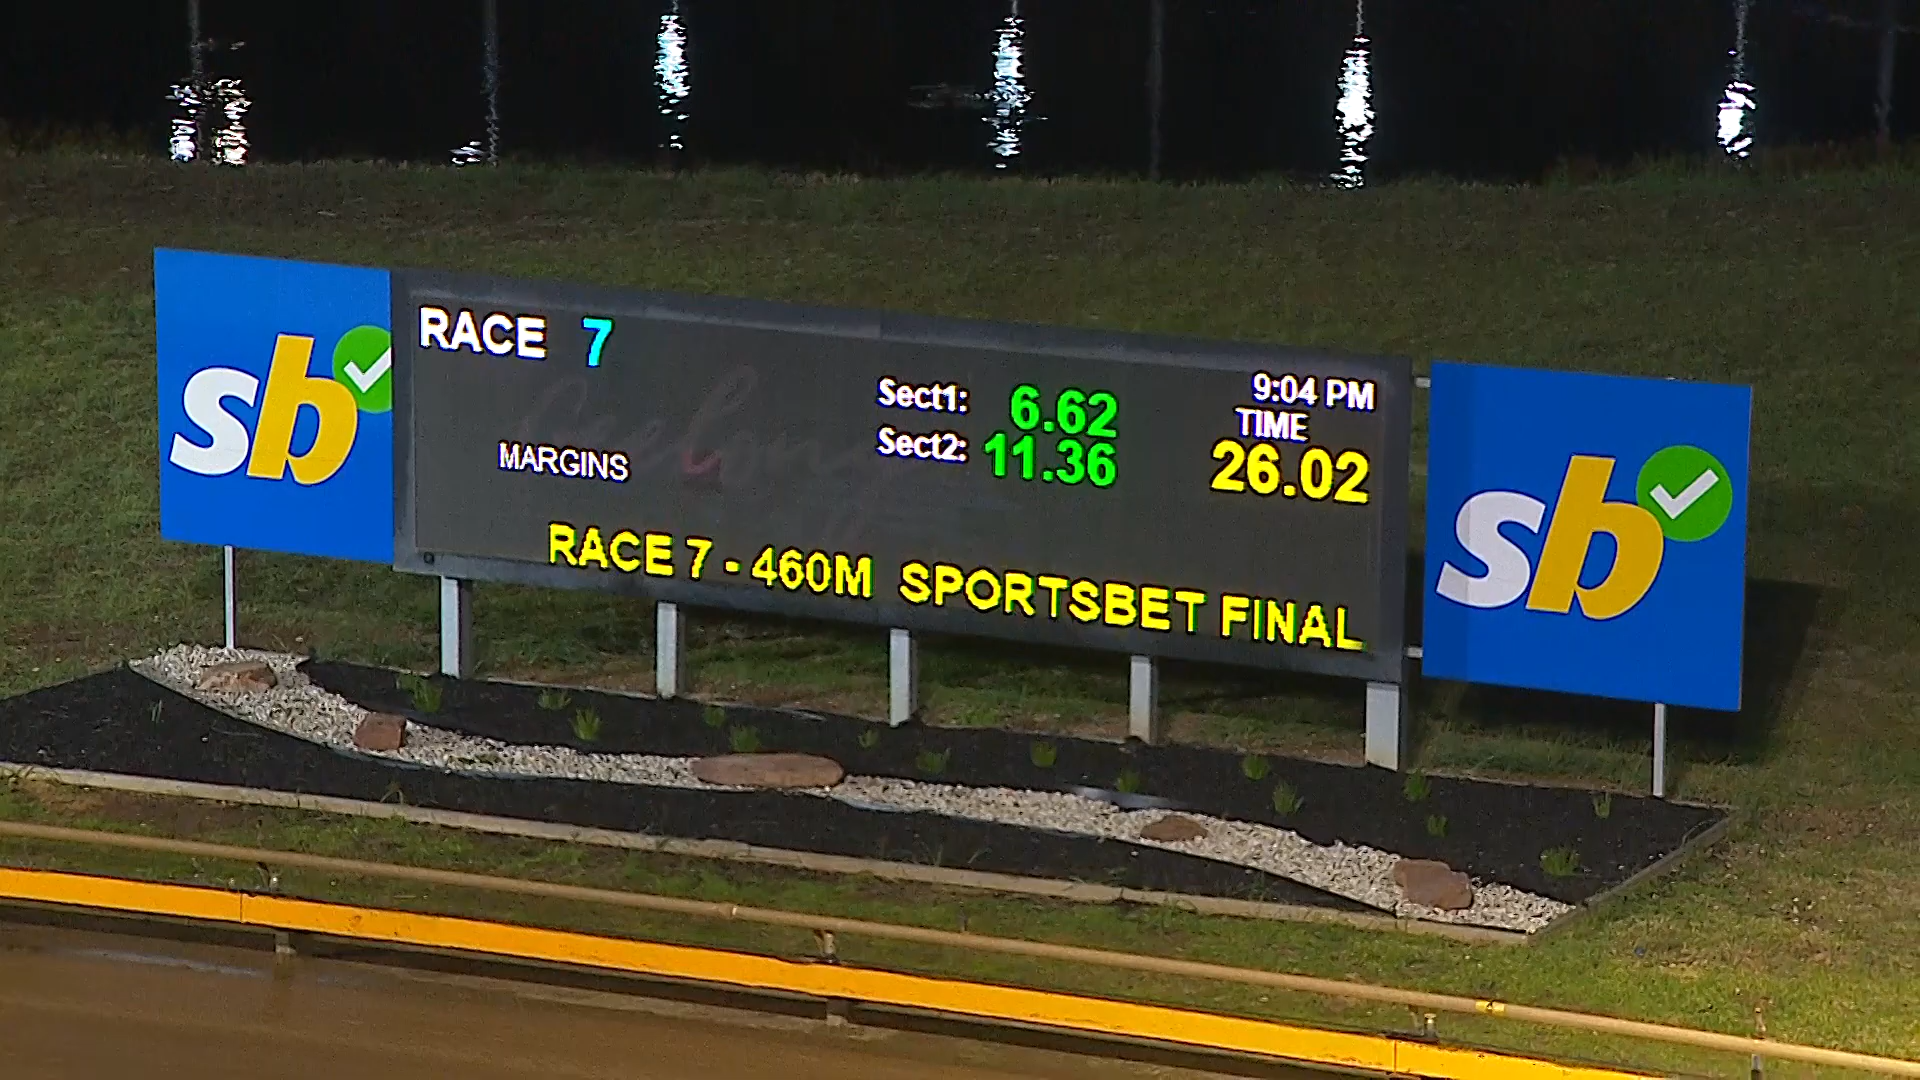 sb
RACE 7
Sect1: 6.62
Sect2: 11.36
9:04 PM
TIME
26.02
MARGINS
RACE 7 - 460M SPORTSBET FINAL
sb